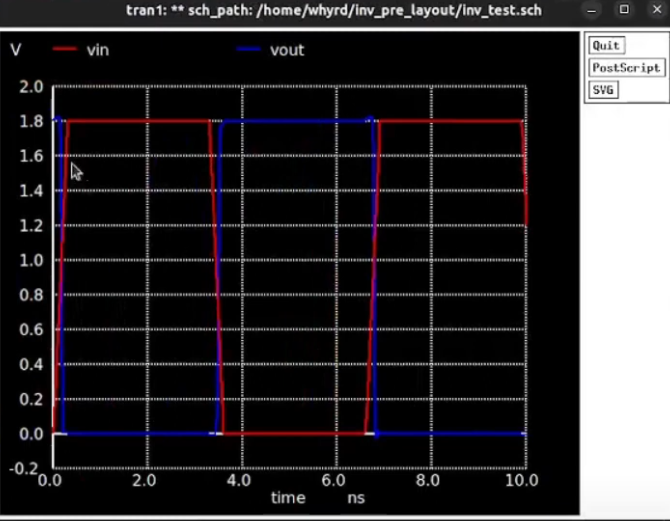 tran1: ** sch_path: /home/whyrd/inv_pre_layout/inv_test.sch
Quit
PostScript
SVG
V vin vout
2.0
1.8
1.6
1.4
1.2
1.0
0.8
0.6
0.4
0.2
0.0
-0.2
0.0 2.0 4.0 6.0 8.0 10.0
time ns